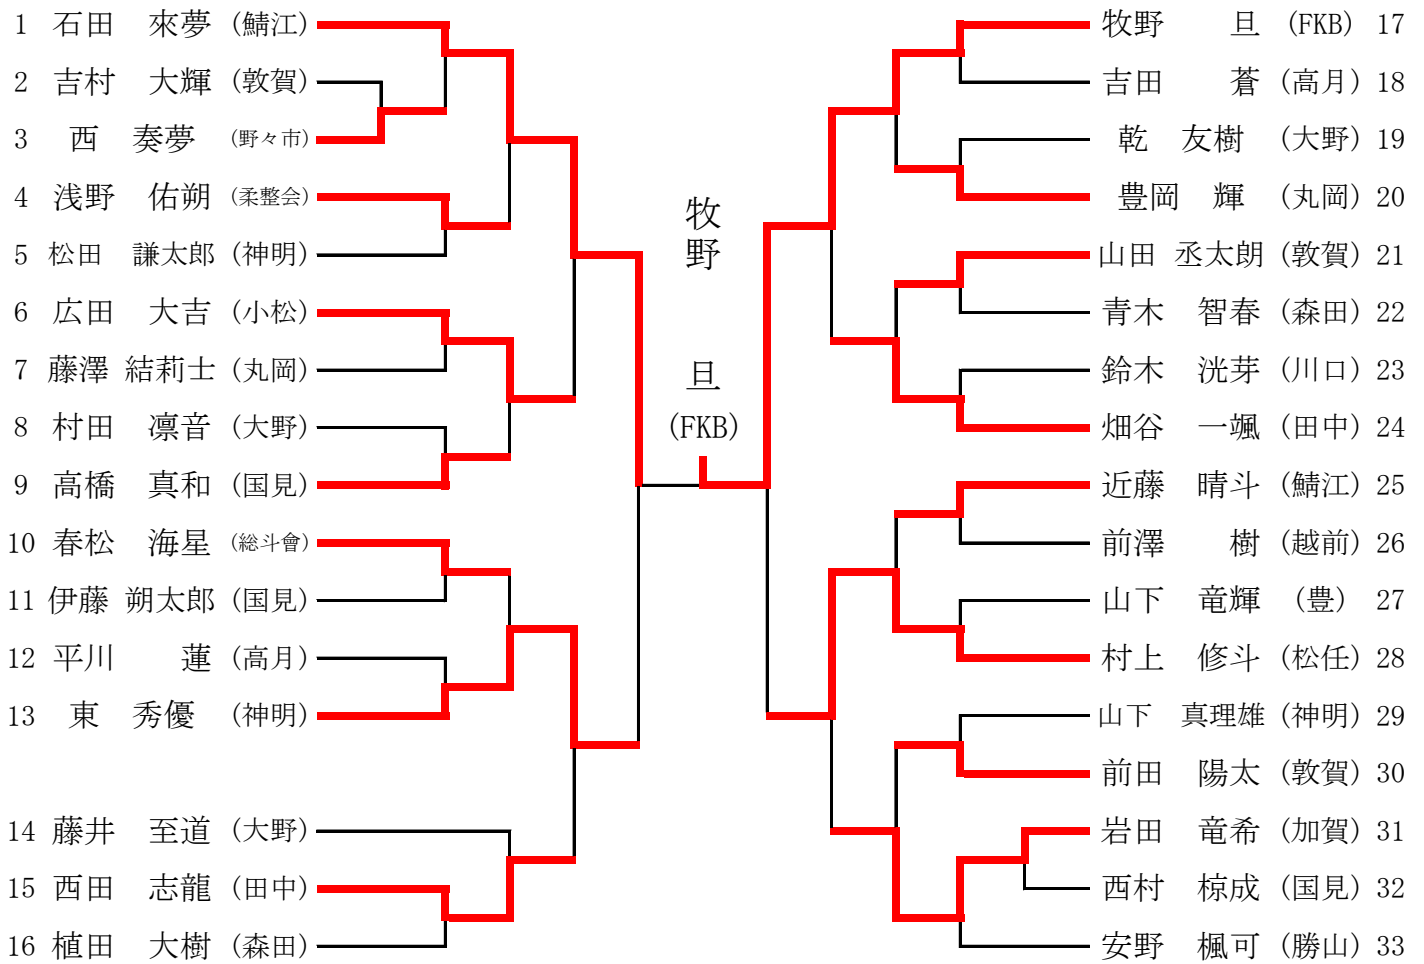 1 石田 來夢 (鯖江)
2 吉村 大輝 (敦賀)
3 西 奏夢 (野々市)
4 浅野 佑朔 (柔整会)
5 松田 謙太郎 (神明)
6 広田 大吉 (小松)
7 藤澤 結莉士 (丸岡)
8 村田 凛音 (大野)
9 高橋 真和 (国見)
10 春松 海星 (総斗會)
11 伊藤 朔太郎 (国見)
12 平川 蓮 (高月)
13 東 秀優 (神明)
14 藤井 至道 (大野)
15 西田 志龍 (田中)
16 植田 大樹 (森田)
牧野 旦
(FKB)
牧野 旦 (FKB) 17
吉田 蒼 (高月) 18
乾 友樹 (大野) 19
豊岡 輝 (丸岡) 20
山田 丞太朗 (敦賀) 21
青木 智春 (森田) 22
鈴木 洸芽 (川口) 23
畑谷 一颯 (田中) 24
近藤 晴斗 (鯖江) 25
前澤 樹 (越前) 26
山下 竜輝 (豊) 27
村上 修斗 (松任) 28
山下 真理雄 (神明) 29
前田 陽太 (敦賀) 30
岩田 竜希 (加賀) 31
西村 椋成 (国見) 32
安野 楓可 (勝山) 33